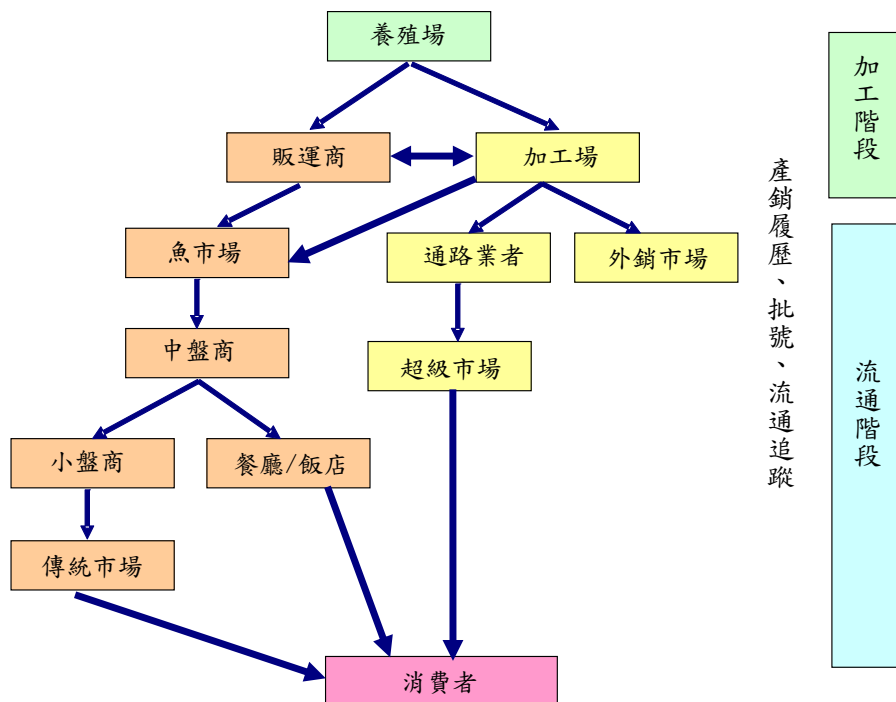 養殖場
販運商
加工場
魚市場
通路業者
外銷市場
中盤商
超級市場
小盤商
餐廳/飯店
傳統市場
消費者
產銷履歷、批號、流通追蹤
加工階段
流通階段